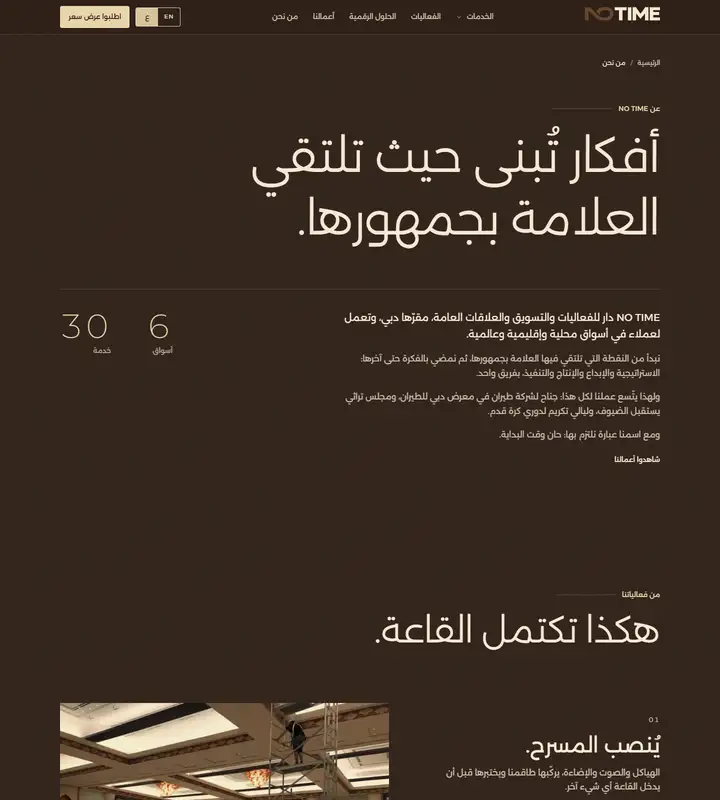 NO TIME
الخدمات
الفعاليات
الحلول الرقمية
أعمالنا
من نحن
EN
ع
اطلبوا عرض سعر
الرئيسية / من نحن
عن NO TIME
أفكار تُبنى حيث تلتقي
العلامة بجمهورها.
NO TIME دار للفعاليات والتسويق والعلاقات العامة، مقرّها دبي، وتعمل
لعملاء في أسواق محلية وإقليمية وعالمية.
نبدأ من النقطة التي تلتقي فيها العلامة بجمهورها، ثم نمضي بالفكرة حتى آخرها:
الاستراتيجية والإبداع والإنتاج والتنفيذ، بفريق واحد.
ولهذا يتّسع عملنا لكل هذا: جناح لشركة طيران في معرض دبي للطيران، ومجلس تراثي
يستقبل الضيوف، وليالي تكريم لدوري كرة قدم.
ومع اسمنا عبارة نلتزم بها: حان وقت البداية.
شاهدوا أعمالنا
6
أسواق
30
خدمة
من فعالياتنا
هكذا تكتمل القاعة.
01
يُنصب المسرح.
الهياكل والصوت والإضاءة، يركّبها طاقمنا ويختبرها قبل أن
يدخل القاعة أي شيء آخر.